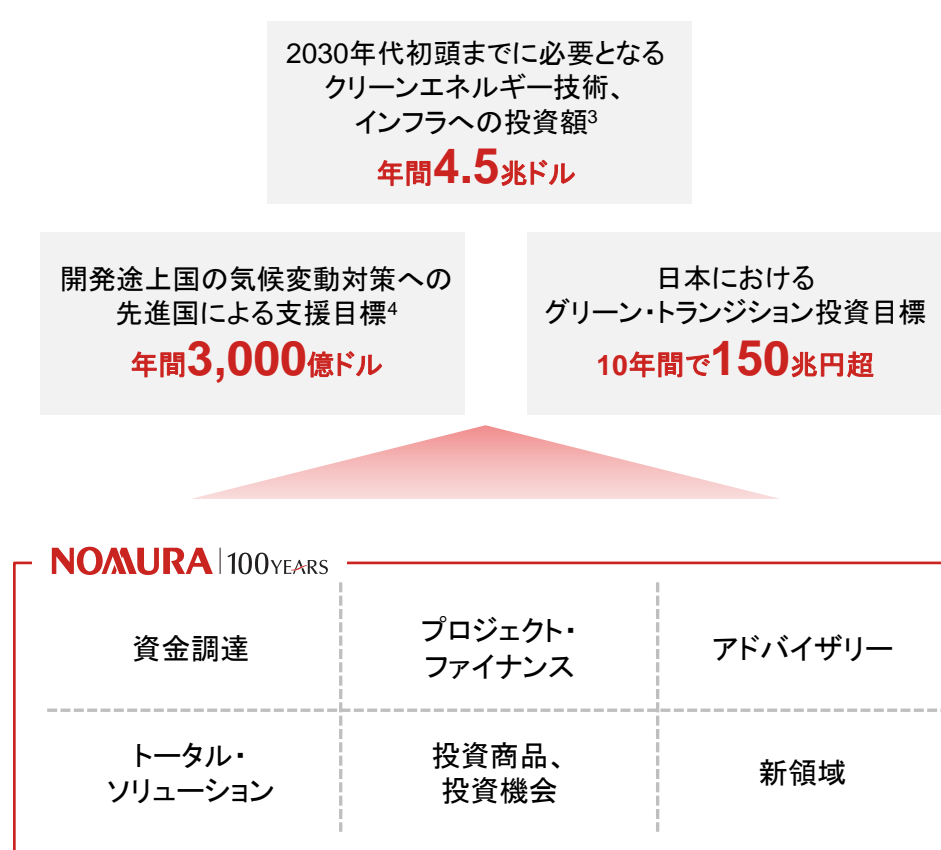 2030年代初頭までに必要となる
クリーンエネルギー技術、
インフラへの投資額3
年間4.5兆ドル
開発途上国の気候変動対策への
先進国による支援目標4
年間3,000億ドル
日本における
グリーン・トランジション投資目標
10年間で150兆円超
NOMURA 100YEARS
資金調達
プロジェクト・
ファイナンス
アドバイザリー
トータル・
ソリューション
投資商品、
投資機会
新領域